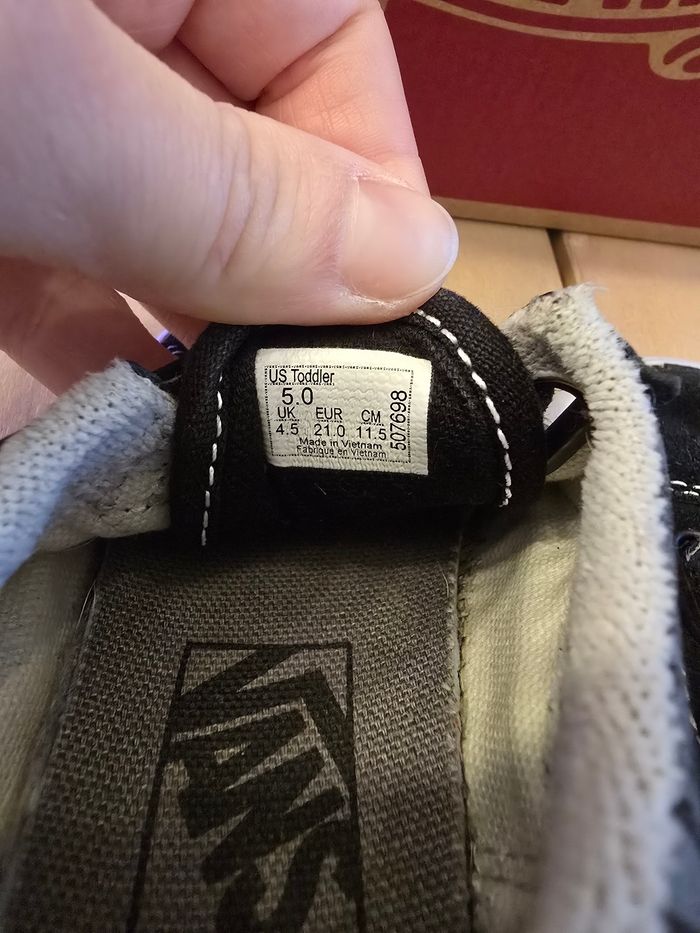 US Toddler
5.0
UK EUR CM
4.5 21.0 11.5
Made in Vietnam
Fabrique en Vietnam
507698
VANS